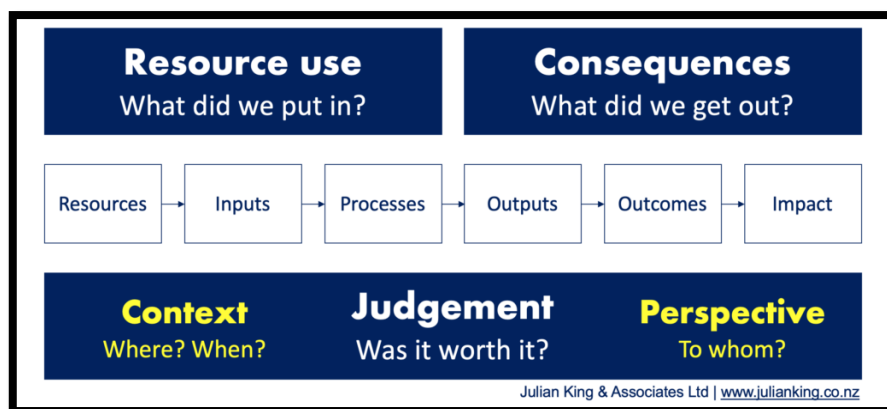 Resource use
What did we put in?
Consequences
What did we get out?
Resources
Inputs
Processes
Outputs
Outcomes
Impact
Context
Where? When?
Judgement
Was it worth it?
Perspective
To whom?
Julian King & Associates Ltd | www.julianking.co.nz